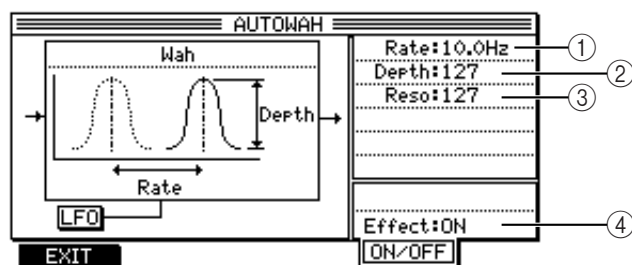 AUTOWAH
Wah
Depth
Rate
LFO
Rate:10.0Hz ①
Depth:127 ②
Reso:127 ③
Effect:ON ④
EXIT
ON/OFF